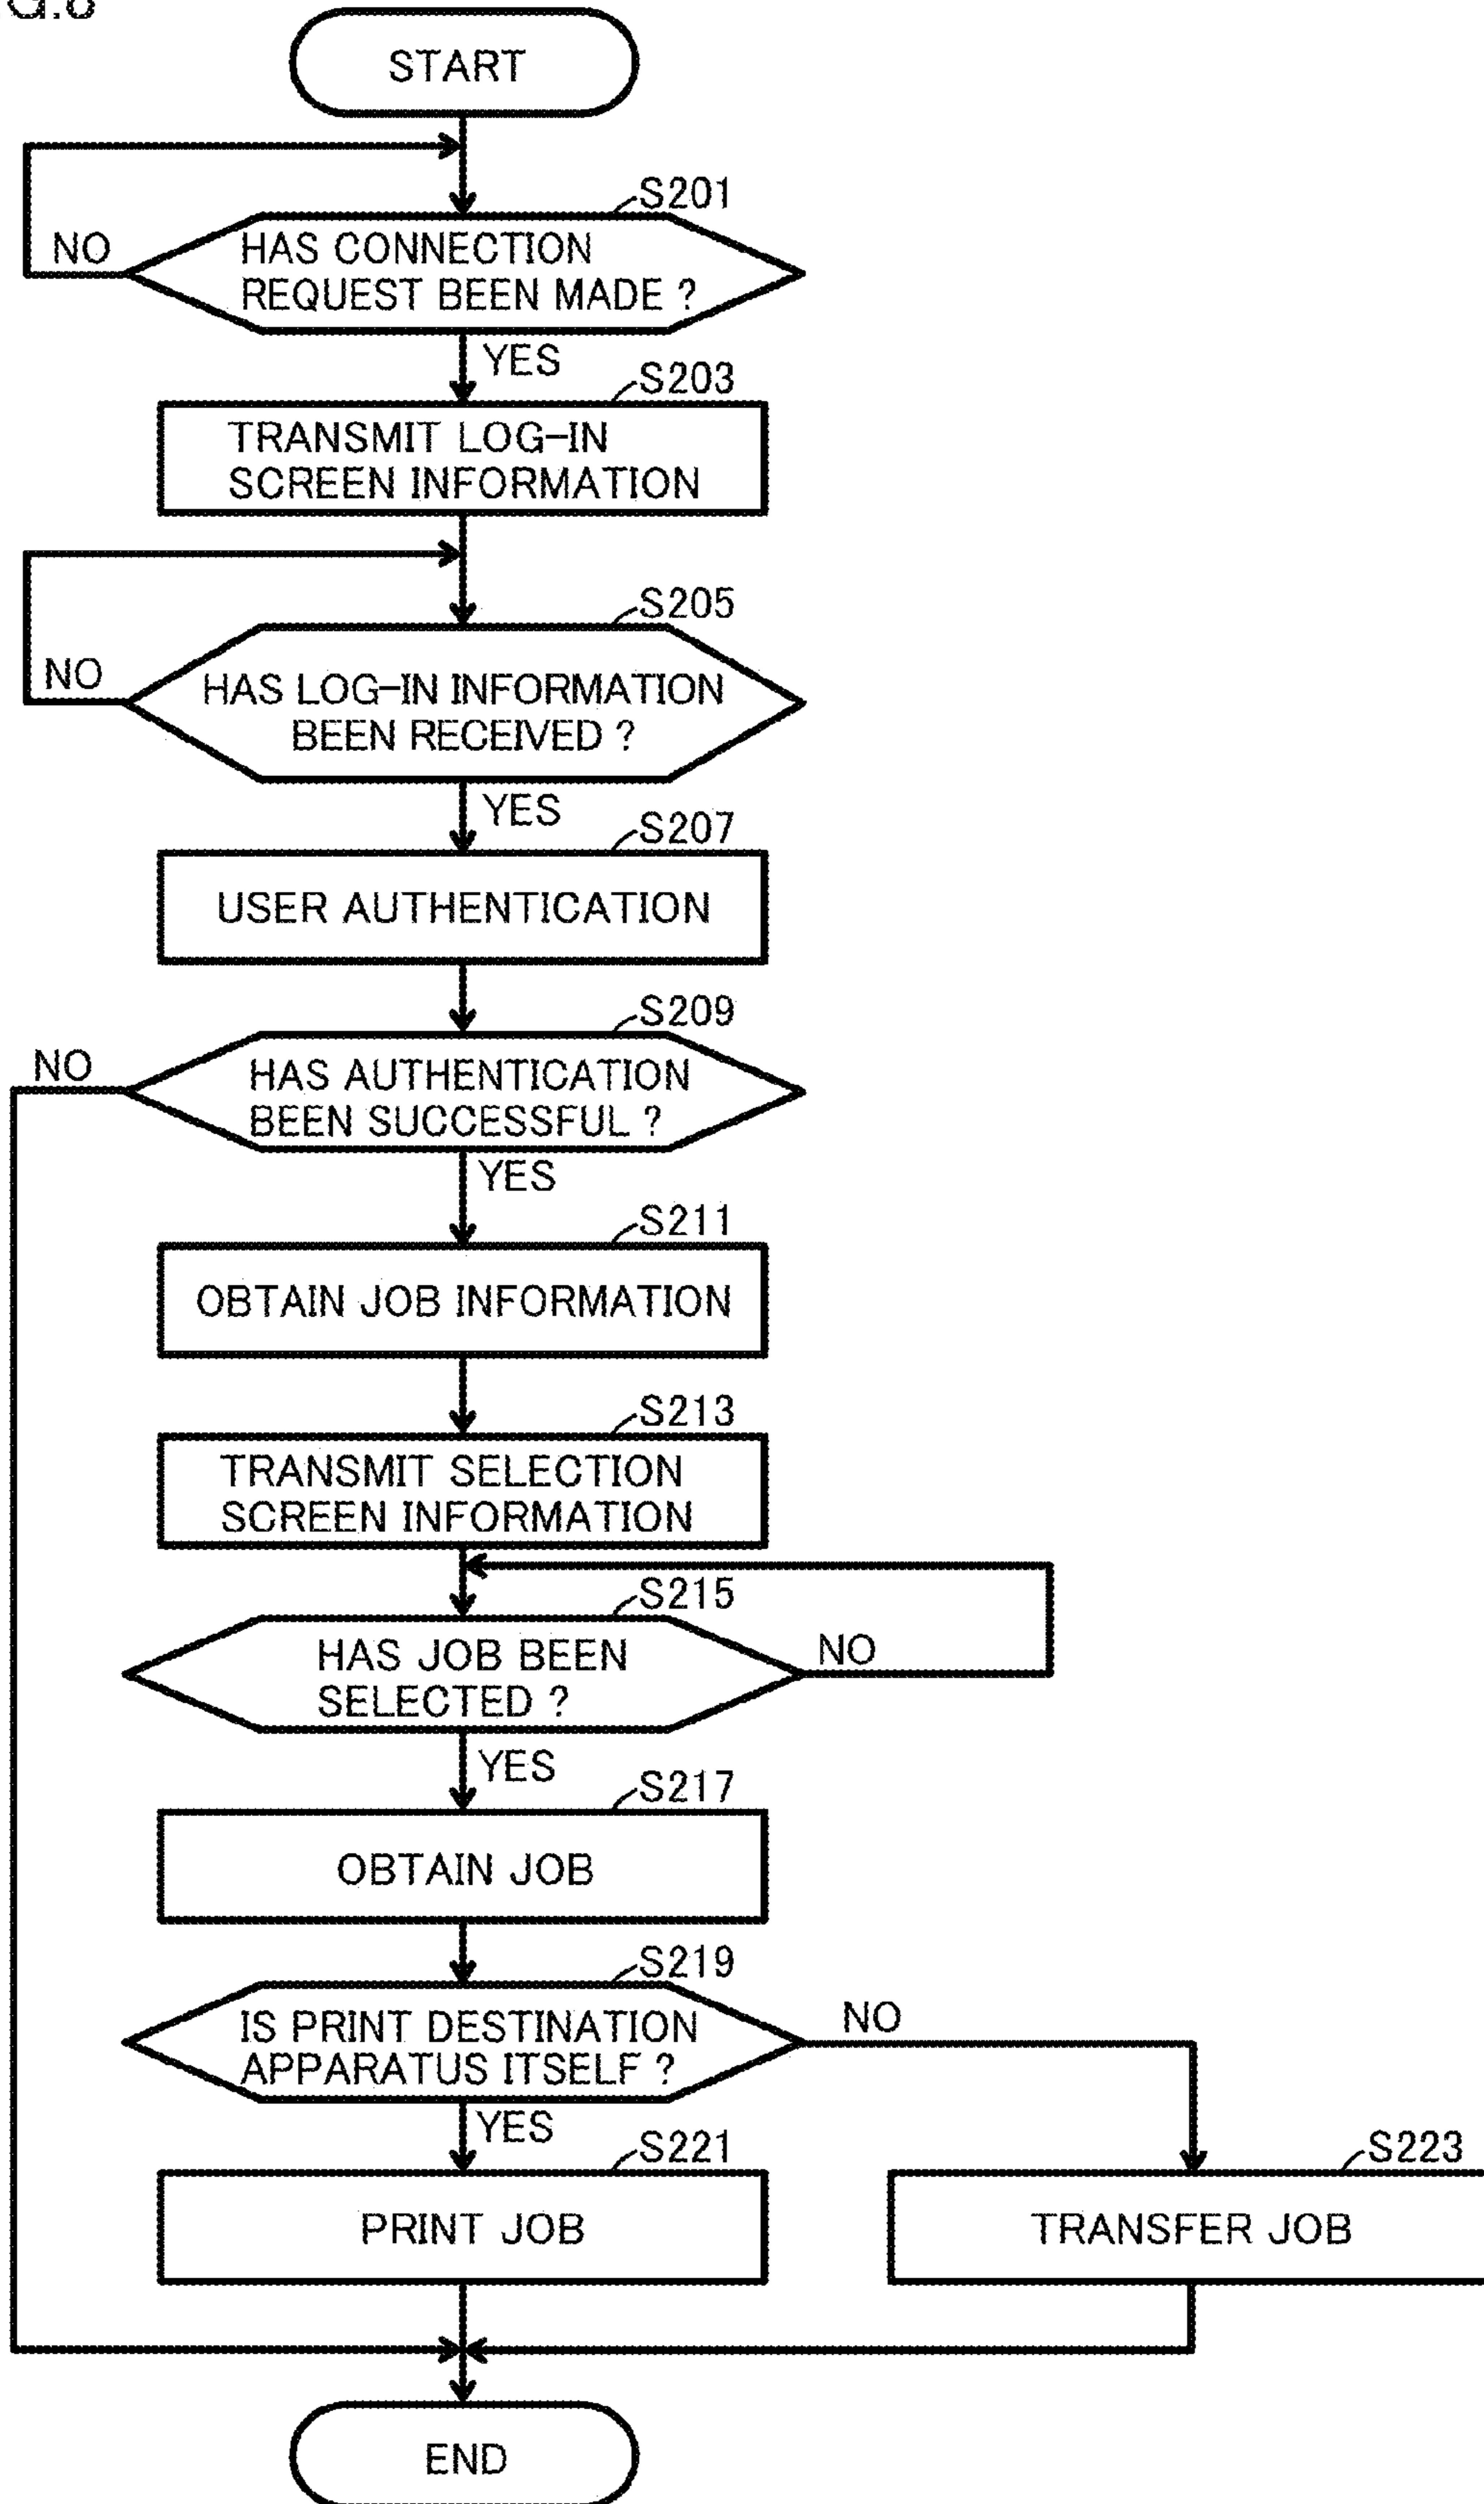 G.8
START
S201
NO
HAS CONNECTION
REQUEST BEEN MADE ?
YES
S203
TRANSMIT LOG-IN
SCREEN INFORMATION
S205
NO
HAS LOG-IN INFORMATION
BEEN RECEIVED ?
YES
S207
USER AUTHENTICATION
S209
NO
HAS AUTHENTICATION
BEEN SUCCESSFUL ?
YES
S211
OBTAIN JOB INFORMATION
S213
TRANSMIT SELECTION
SCREEN INFORMATION
S215
HAS JOB BEEN
SELECTED ?
NO
YES
S217
OBTAIN JOB
S219
IS PRINT DESTINATION
APPARATUS ITSELF ?
NO
YES
S221
S223
PRINT JOB
TRANSFER JOB
END